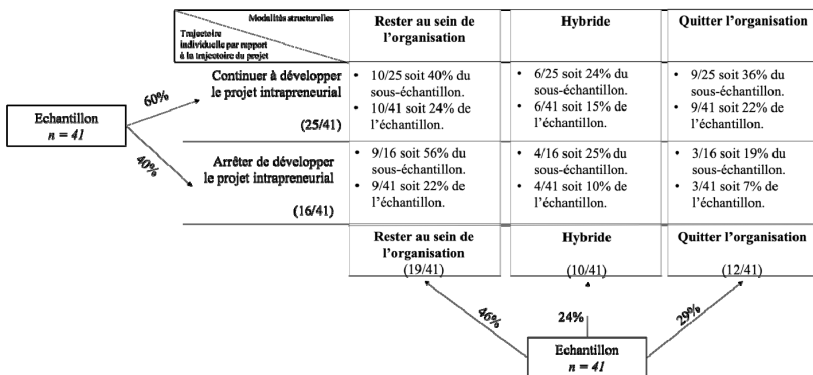 Modalités structurelles
Trajectoire
individuelle par rapport
à la trajectoire du projet
Rester au sein de
l'organisation
Hybride
Quitter l'organisation
Echantillon
n = 41
60%
40%
Continuer à développer
le projet intrapreneurial
(25/41)
• 10/25 soit 40% du
sous-échantillon.
• 10/41 soit 24% de
l'échantillon.
• 6/25 soit 24% du
sous-échantillon.
• 6/41 soit 15% de
l'échantillon.
• 9/25 soit 36% du
sous-échantillon.
• 9/41 soit 22% de
l'échantillon.
Arrêter de développer
le projet intrapreneurial
(16/41)
• 9/16 soit 56% du
sous-échantillon.
• 9/41 soit 22% de
l'échantillon.
• 4/16 soit 25% du
sous-échantillon.
• 4/41 soit 10% de
l'échantillon.
• 3/16 soit 19% du
sous-échantillon.
• 3/41 soit 7% de
l'échantillon.
Rester au sein de
l'organisation
(19/41)
Hybride
(10/41)
Quitter l'organisation
(12/41)
46%
24%
29%
Echantillon
n = 41